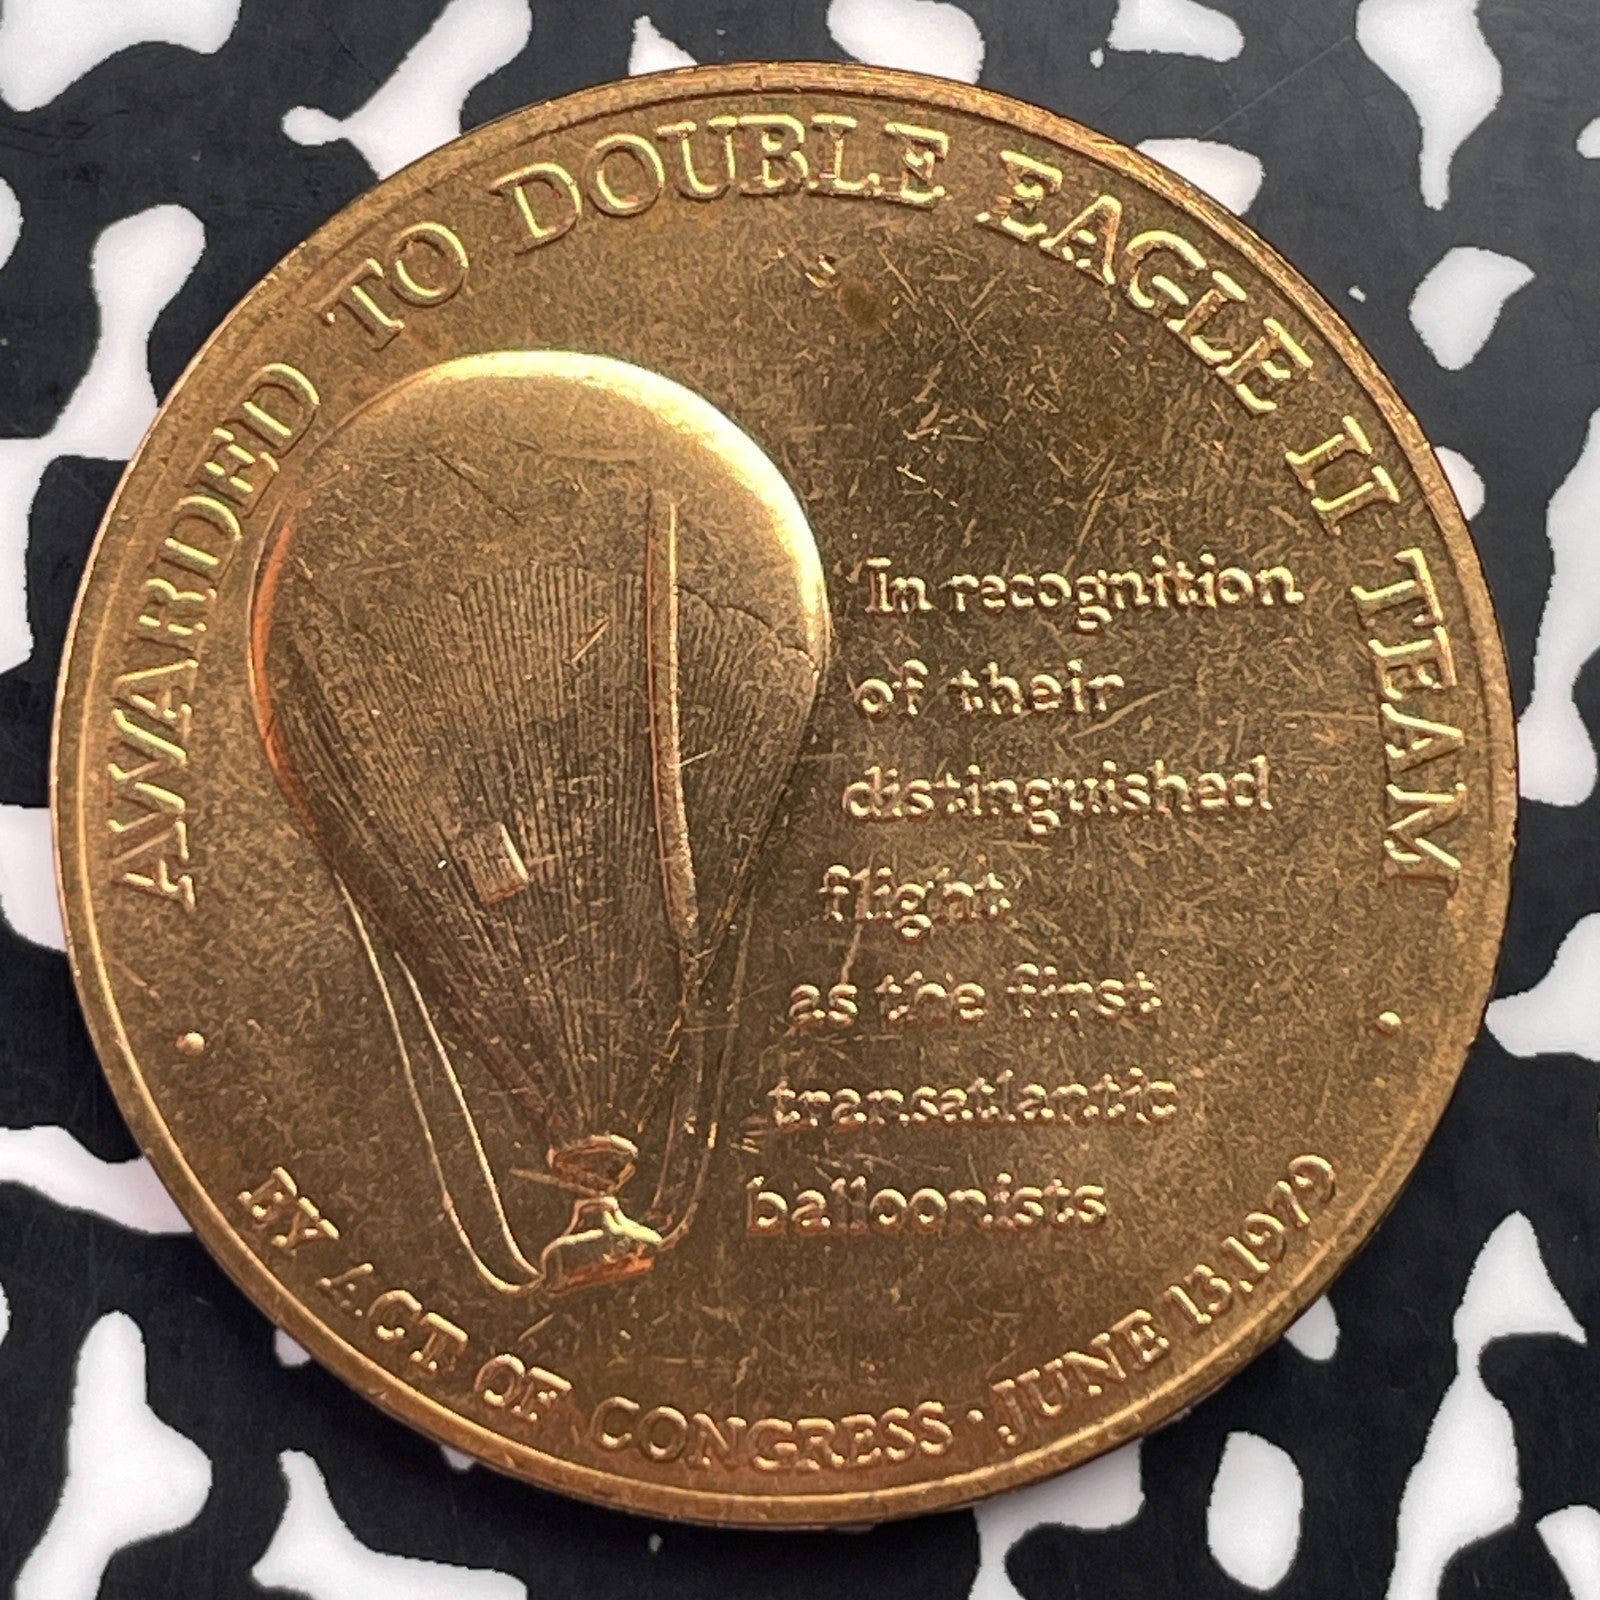 AWARDED TO DOUBLE EAGLE II TEAM
In recognition
of their
distinguished
flight
as the first
transatlantic
balloonists
BY ACT OF CONGRESS · JUNE 13, 1979